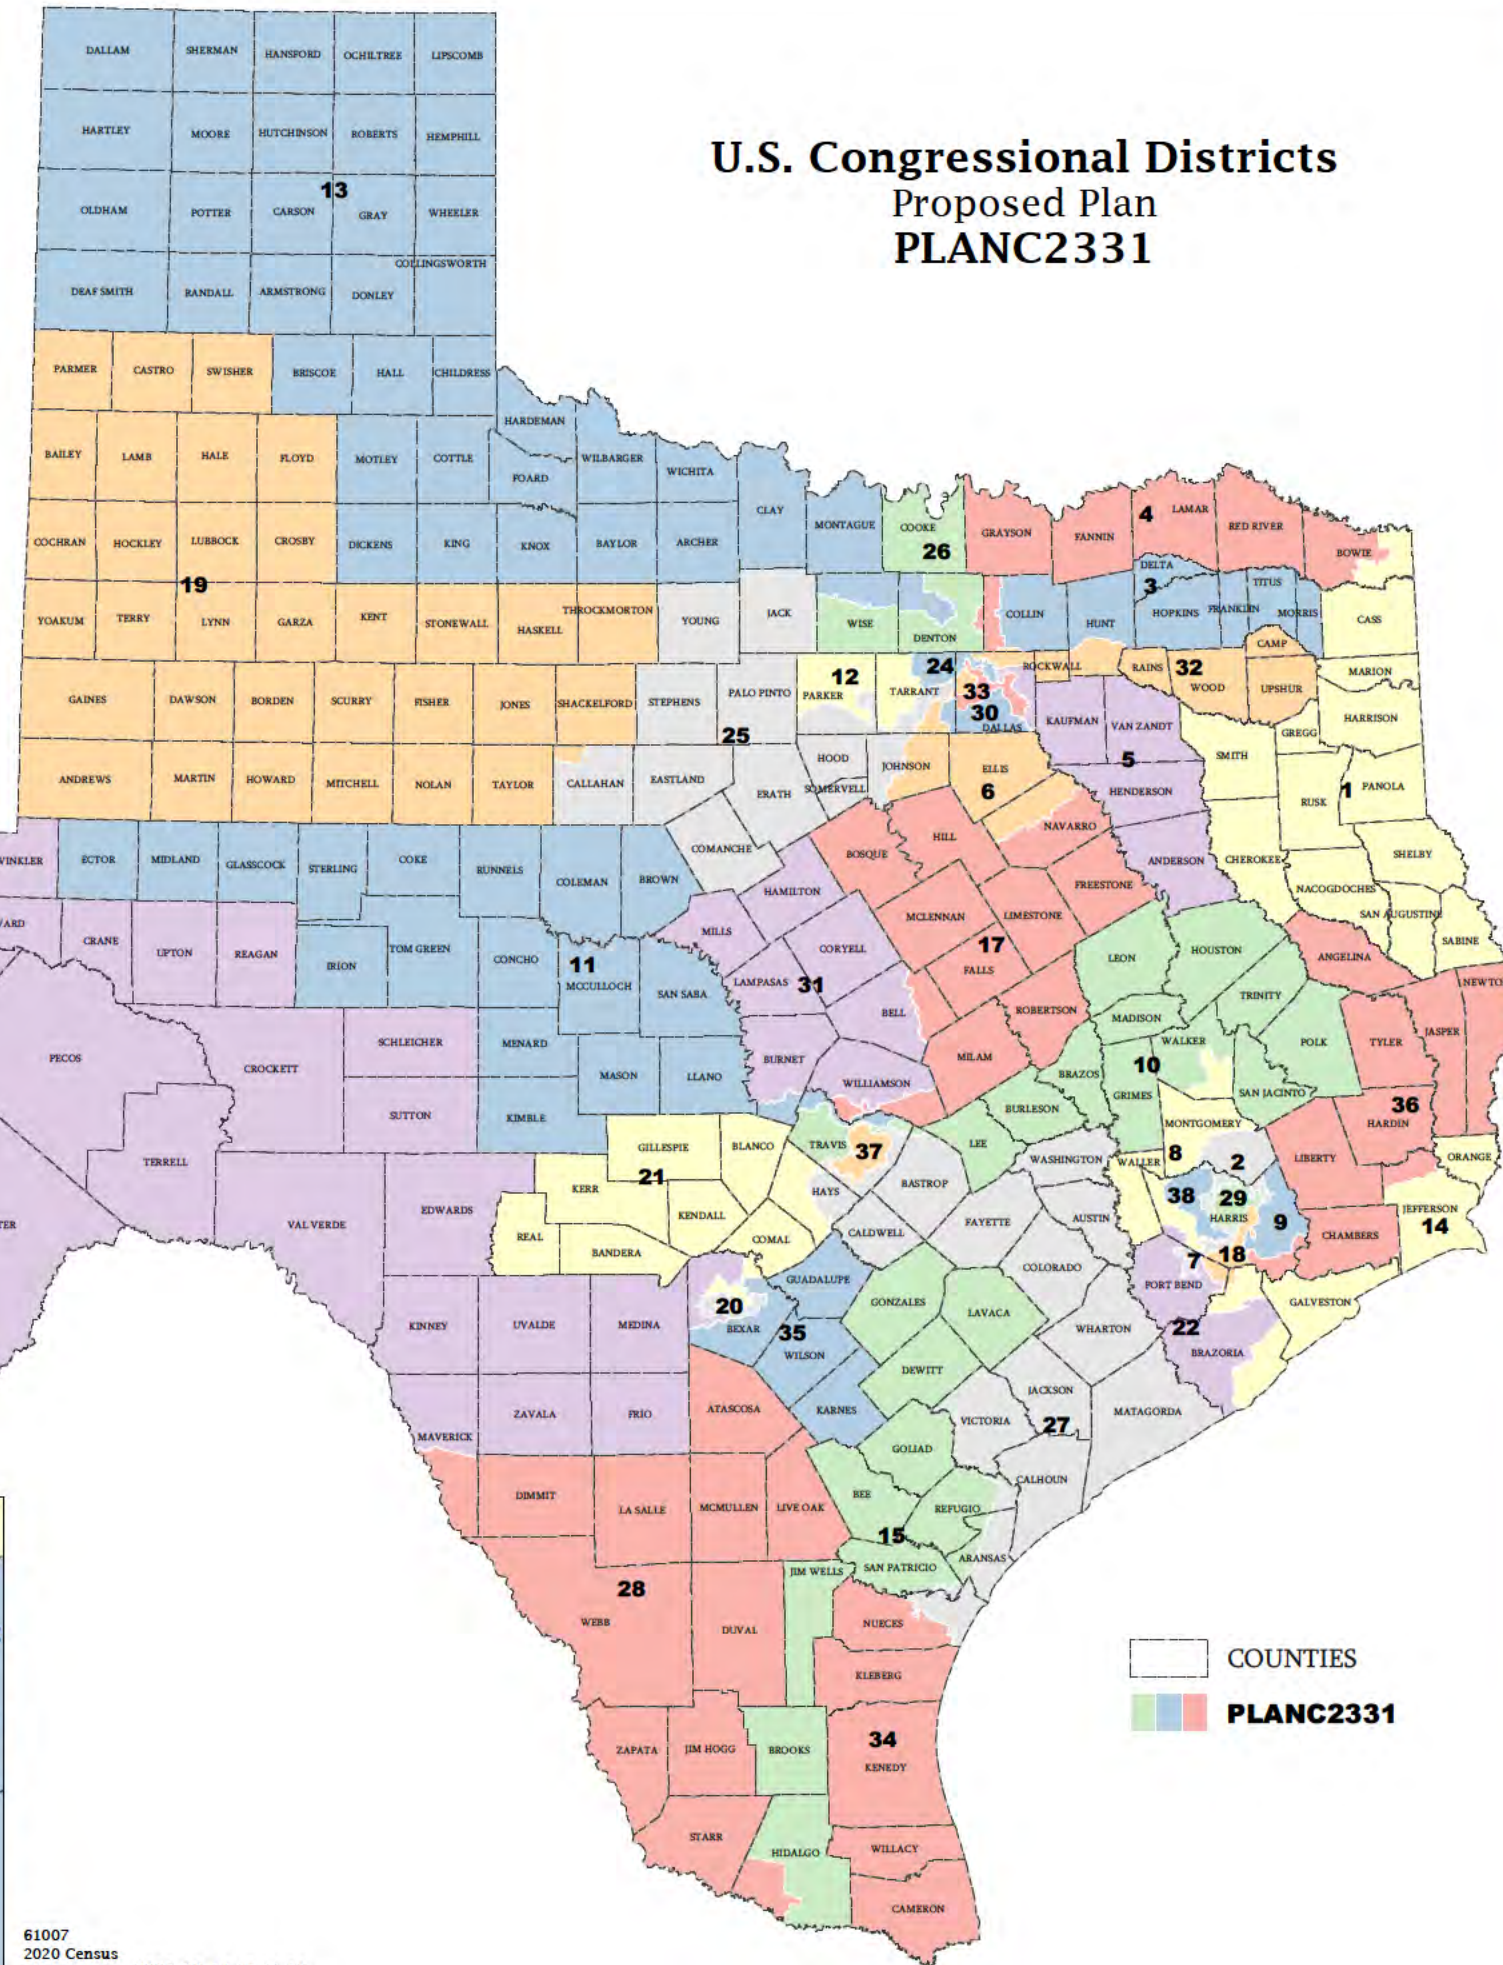 U.S. Congressional Districts
Proposed Plan
PLANC2331
DALLAM SHERMAN HANSFORD OCHILTREE LIPSCOMB
HARTLEY MOORE HUTCHINSON ROBERTS HEMPHILL
13
OLDHAM POTTER CARSON GRAY WHEELER
COLLINGSWORTH
DEAF SMITH RANDALL ARMSTRONG DONLEY
PARMER CASTRO SWISHER BRISCOE HALL CHILDRESS
HARDEMAN
BAILEY LAMB HALE FLOYD MOTLEY COTTLE FOARD WILBARGER WICHITA
CLAY MONTAGUE COOKE GRAYSON FANNIN 4 LAMAR RED RIVER BOWIE
26
COCHRAN HOCKLEY LUBBOCK CROSBY DICKENS KING KNOX BAYLOR ARCHER
19
DELTA TITUS
3
YOAKUM TERRY LYNN GARZA KENT STONEWALL HASKELL THROCKMORTON YOUNG JACK WISE DENTON COLLIN HUNT HOPKINS FRANKLIN MORRIS CASS
CAMP
24 ROCKWALL RAINS 32 WOOD UPSHUR MARION
12 PARKER TARRANT 33 30 DALLAS
GAINES DAWSON BORDEN SCURRY FISHER JONES SHACKELFORD STEPHENS PALO PINTO KAUFMAN VAN ZANDT HARRISON
25 GREGG
5 SMITH
ANDREWS MARTIN HOWARD MITCHELL NOLAN TAYLOR CALLAHAN EASTLAND ERATH HOOD SOMERVELL JOHNSON ELLIS 6 HENDERSON RUSK 1 PANOLA
NAVARRO
WINKLER ECTOR MIDLAND GLASSCOCK STERLING COKE RUNNELS COLEMAN BROWN COMANCHE BOSQUE HILL ANDERSON CHEROKEE SHELBY
HAMILTON FREESTONE NACOGDOCHES
WARD CRANE UPTON REAGAN IRION TOM GREEN CONCHO 11 MCCULLOCH SAN SABA MILLS LAMPASAS CORYELL 31 MCLENNAN LIMESTONE 17 FALLS LEON HOUSTON ANGELINA SAN AUGUSTINE SABINE
BELL ROBERTSON MADISON TRINITY NEWTO
PECOS CROCKETT SCHLEICHER MENARD MASON LLANO BURNET WILLIAMSON MILAM BRAZOS WALKER POLK TYLER JASPER
10
SUTTON KIMBLE BURLESON GRIMES SAN JACINTO 36 HARDIN
TERRELL GILLESPIE BLANCO TRAVIS 37 LEE WASHINGTON MONTGOMERY LIBERTY ORANGE
WALLER 8 2
21
KERR HAYS BASTROP
VAL VERDE EDWARDS REAL BANDERA KENDALL COMAL CALDWELL FAYETTE AUSTIN 38 29 HARRIS 9 CHAMBERS JEFFERSON 14
7 18
COLORADO FORT BEND
KINNEY UVALDE MEDINA 20 BEXAR GUADALUPE 35 WILSON GONZALES LAVACA WHARTON 22 BRAZORIA GALVESTON
DEWITT
MAVERICK ZAVALA FRIO ATASCOSA KARNES JACKSON MATAGORDA
VICTORIA 27
GOLIAD
DIMMIT LA SALLE MCMULLEN LIVE OAK BEE REFUGIO CALHOUN
15
SAN PATRICIO ARANSAS
JIM WELLS
28
WEBB DUVAL NUECES
KLEBERG
34
ZAPATA JIM HOGG BROOKS KENEDY
STARR HIDALGO WILLACY
CAMERON
COUNTIES
PLANC2331
61007
2020 Census